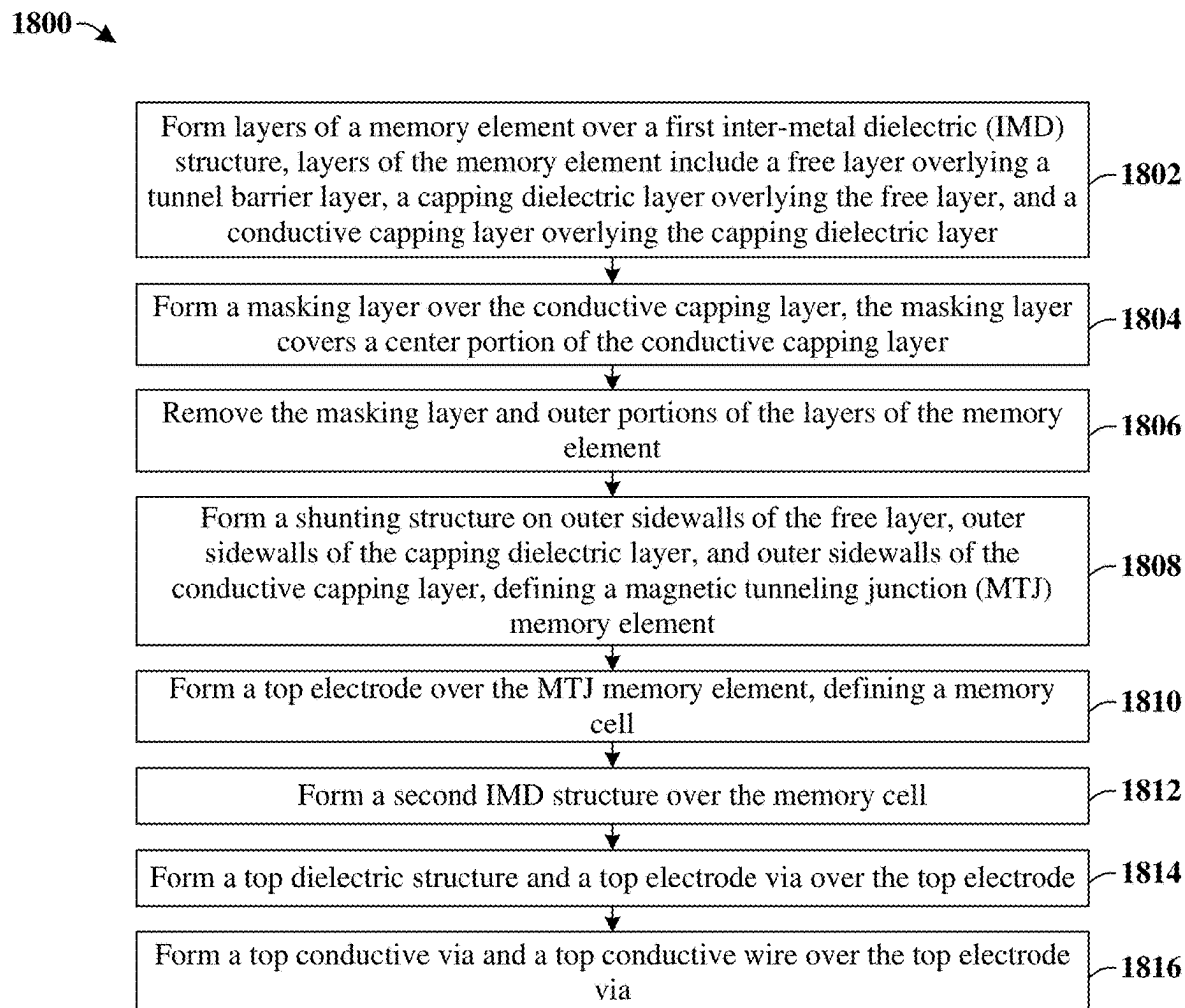 1800
Form layers of a memory element over a first inter-metal dielectric (IMD)
structure, layers of the memory element include a free layer overlying a
tunnel barrier layer, a capping dielectric layer overlying the free layer, and a
conductive capping layer overlying the capping dielectric layer
1802
Form a masking layer over the conductive capping layer, the masking layer
covers a center portion of the conductive capping layer
1804
Remove the masking layer and outer portions of the layers of the memory
element
1806
Form a shunting structure on outer sidewalls of the free layer, outer
sidewalls of the capping dielectric layer, and outer sidewalls of the
conductive capping layer, defining a magnetic tunneling junction (MTJ)
memory element
1808
Form a top electrode over the MTJ memory element, defining a memory
cell
1810
Form a second IMD structure over the memory cell
1812
Form a top dielectric structure and a top electrode via over the top electrode
1814
Form a top conductive via and a top conductive wire over the top electrode
via
1816